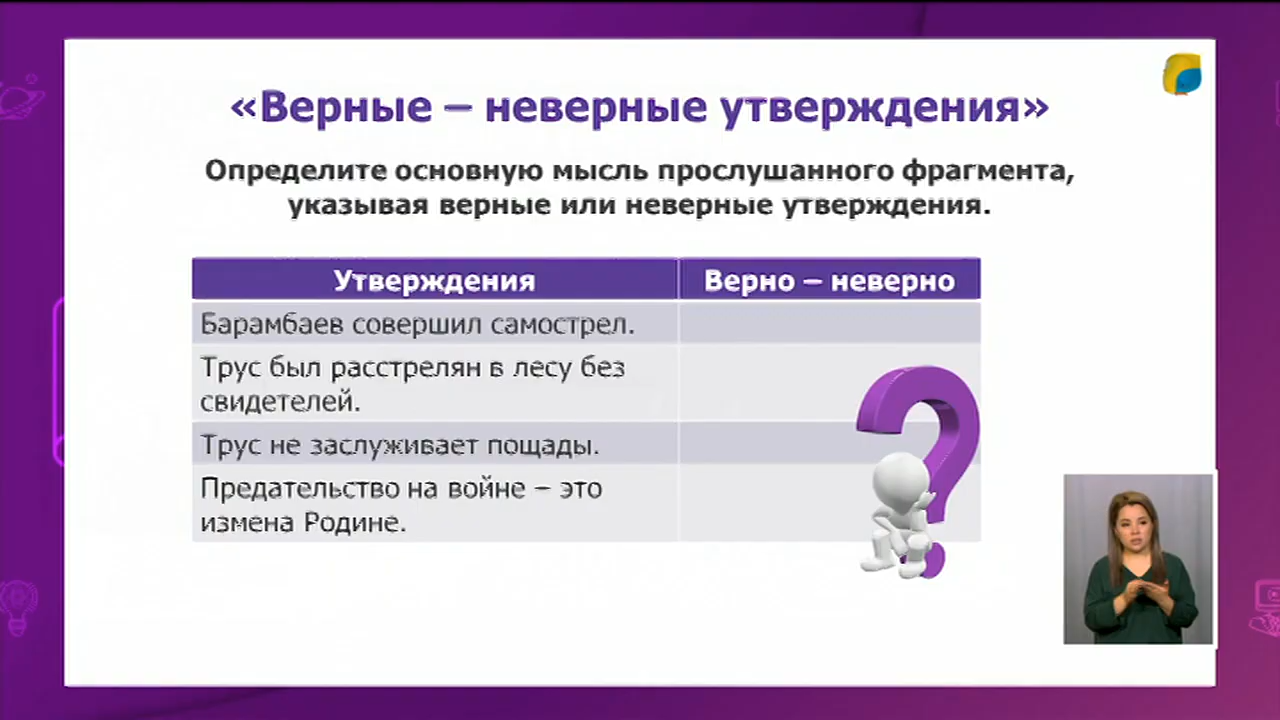 «Верные – неверные утверждения»
Определите основную мысль прослушанного фрагмента,
указывая верные или неверные утверждения.
Утверждения Верно – неверно
Барамбаев совершил самострел.
Трус был расстрелян в лесу без
свидетелей.
Трус не заслуживает пощады.
Предательство на войне – это
измена Родине.